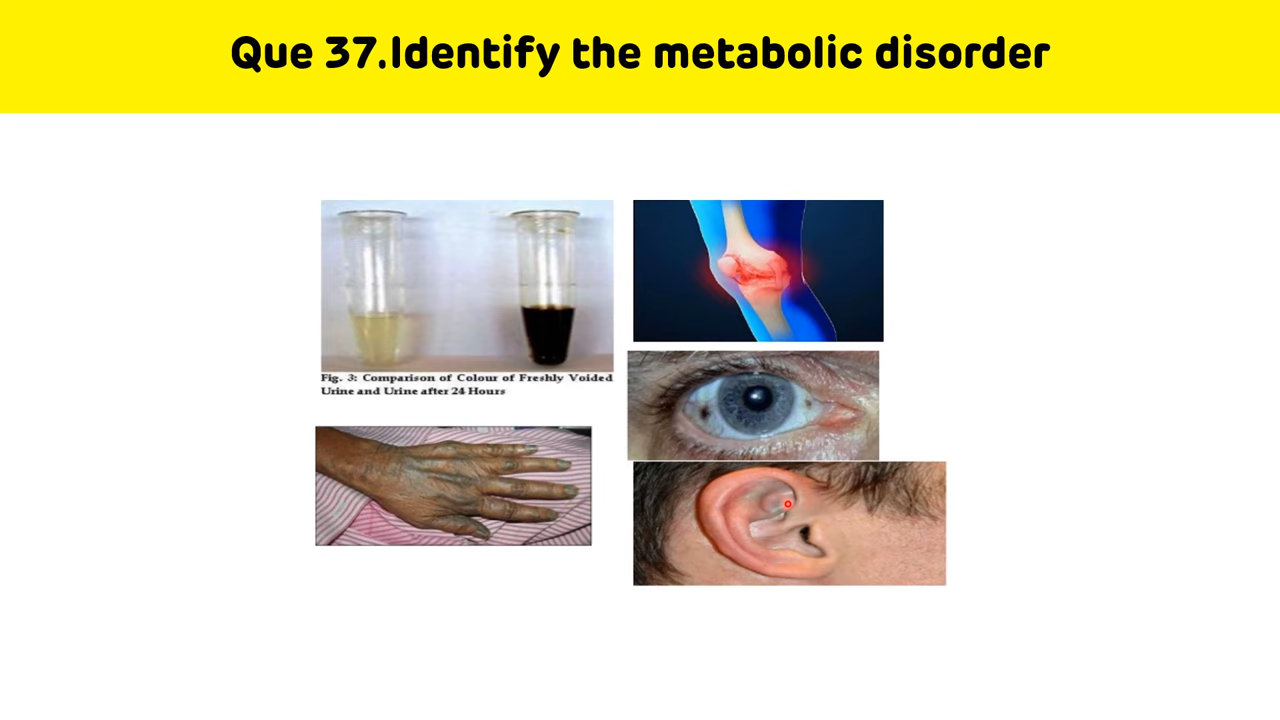 Que 37.Identify the metabolic disorder
Fig. 3: Comparison of Colour of Freshly Voided
Urine and Urine after 24 Hours